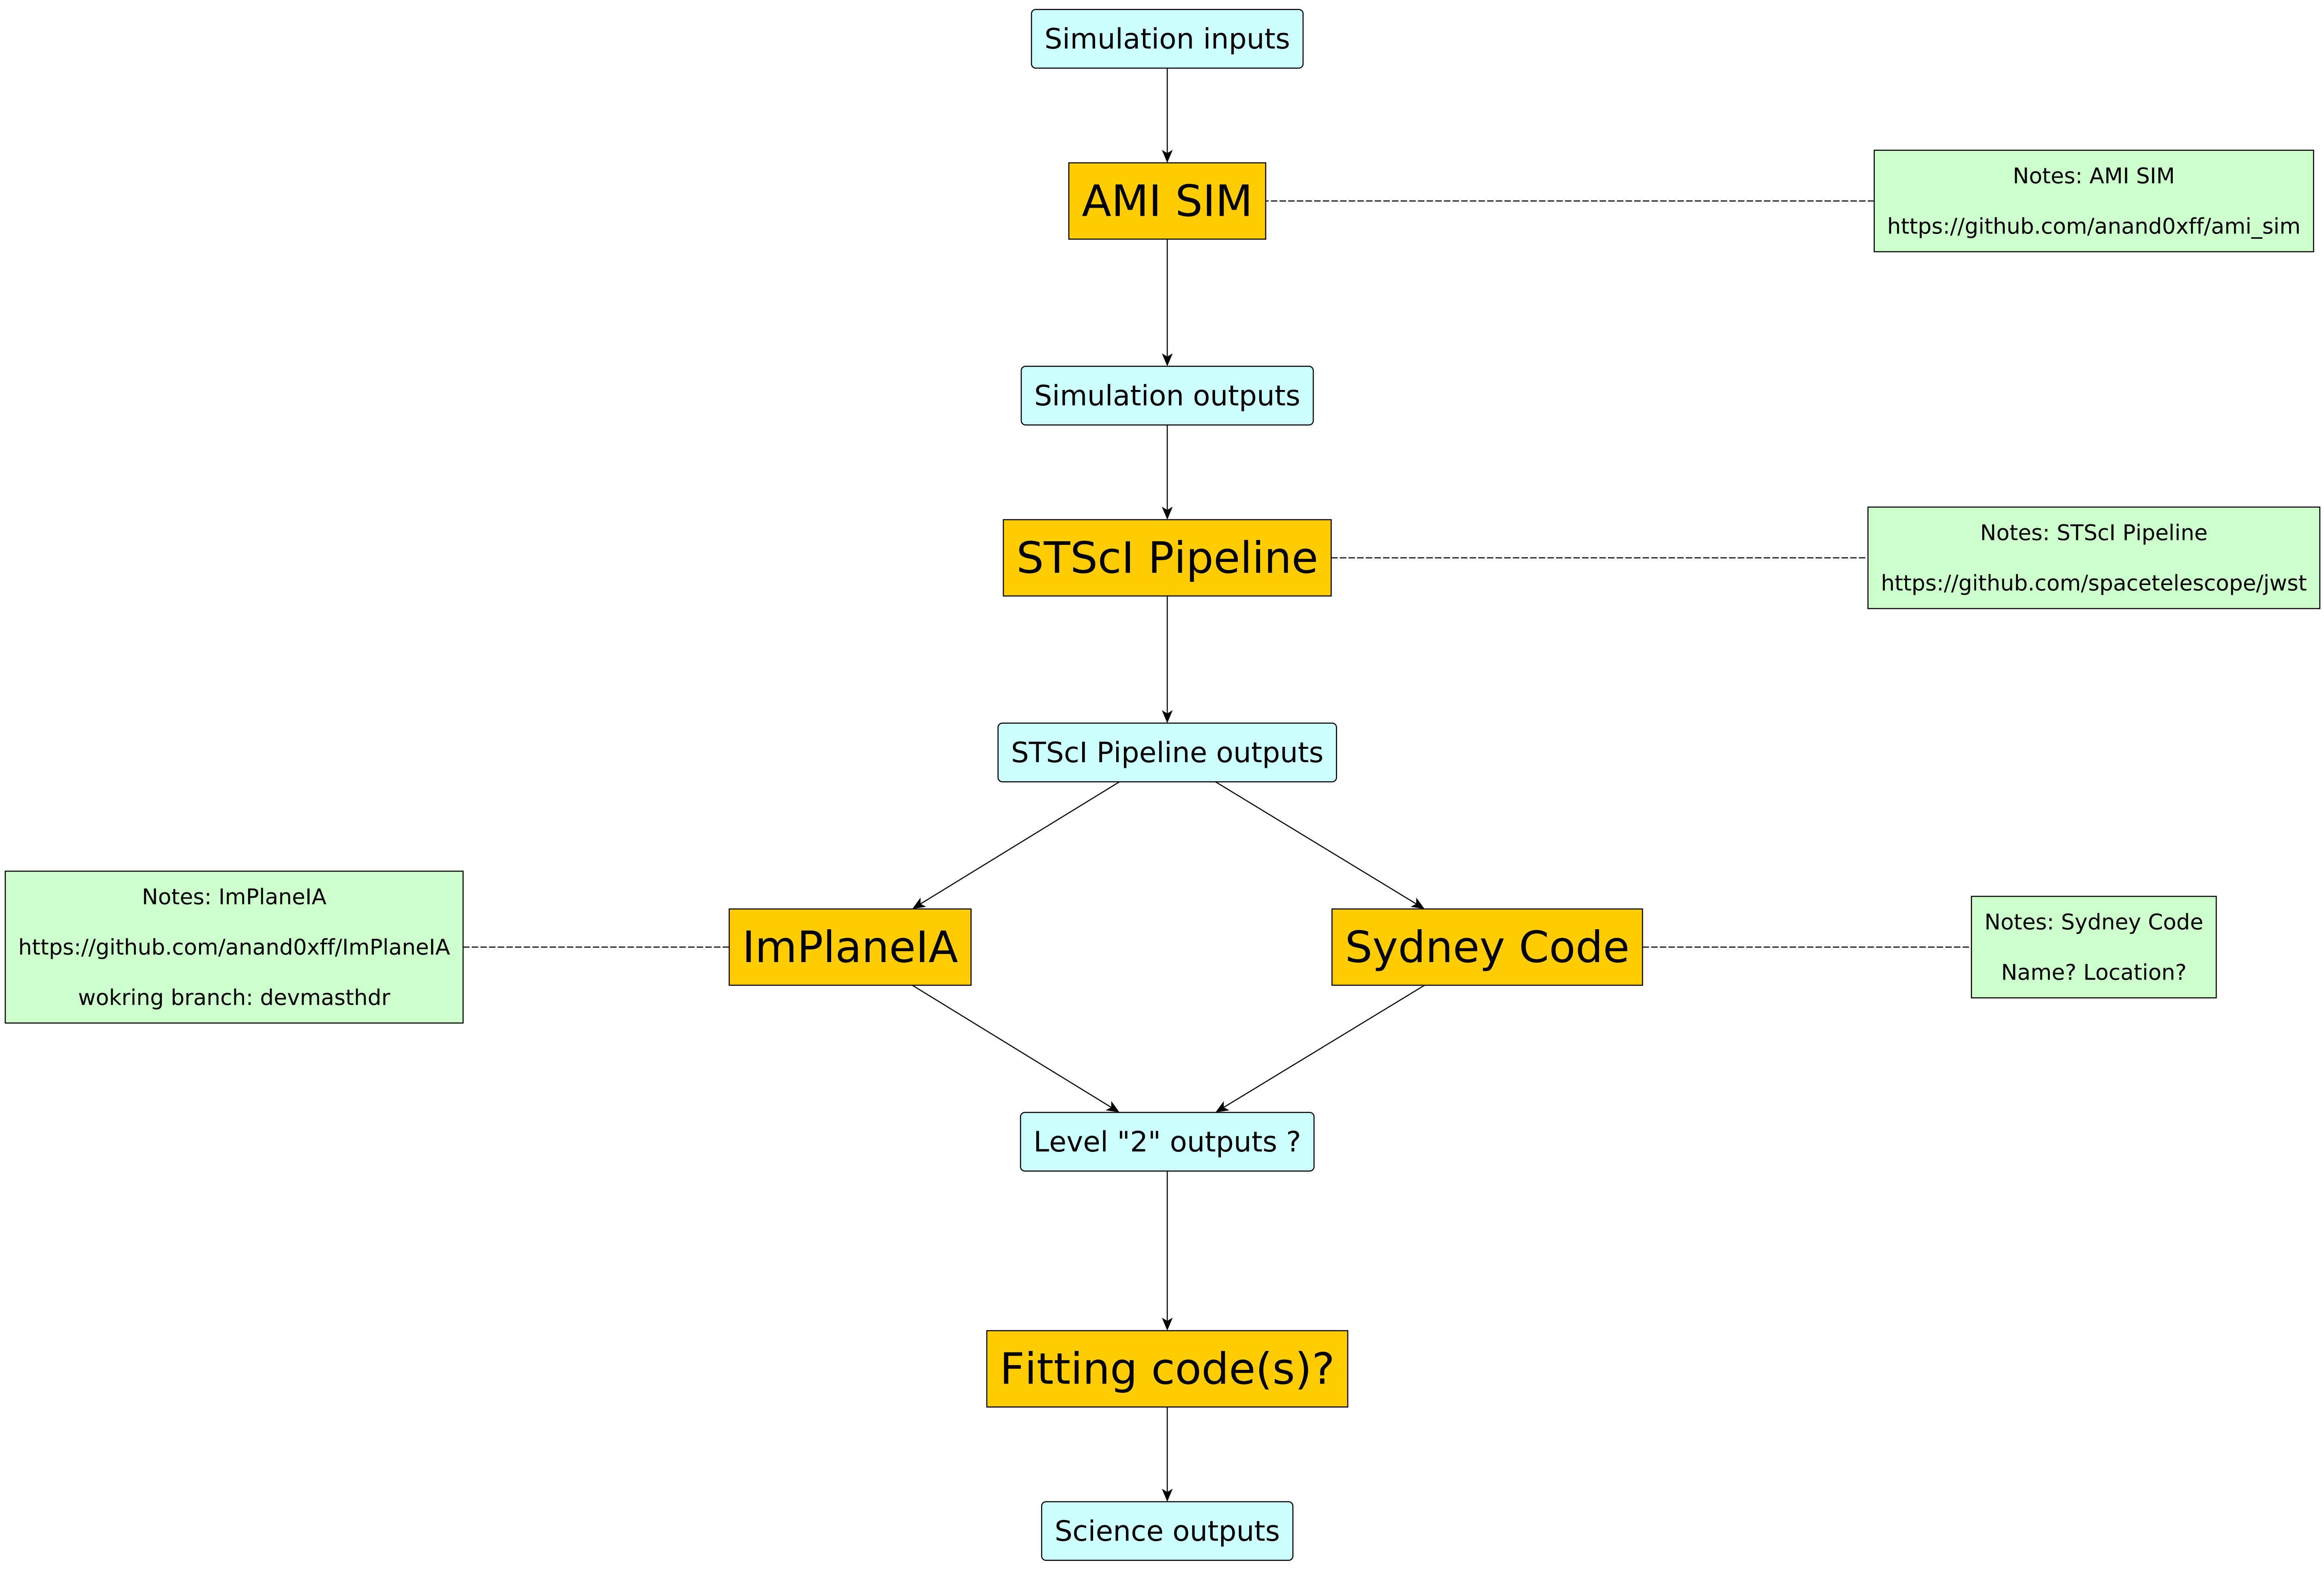 Simulation inputs
AMI SIM
Notes: AMI SIM
https://github.com/anand0xff/ami_sim
Simulation outputs
STScI Pipeline
Notes: STScI Pipeline
https://github.com/spacetelescope/jwst
STScI Pipeline outputs
Notes: ImPlaneIA
https://github.com/anand0xff/ImPlaneIA
wokring branch: devmasthdr
ImPlaneIA
Sydney Code
Notes: Sydney Code
Name? Location?
Level "2" outputs ?
Fitting code(s)?
Science outputs